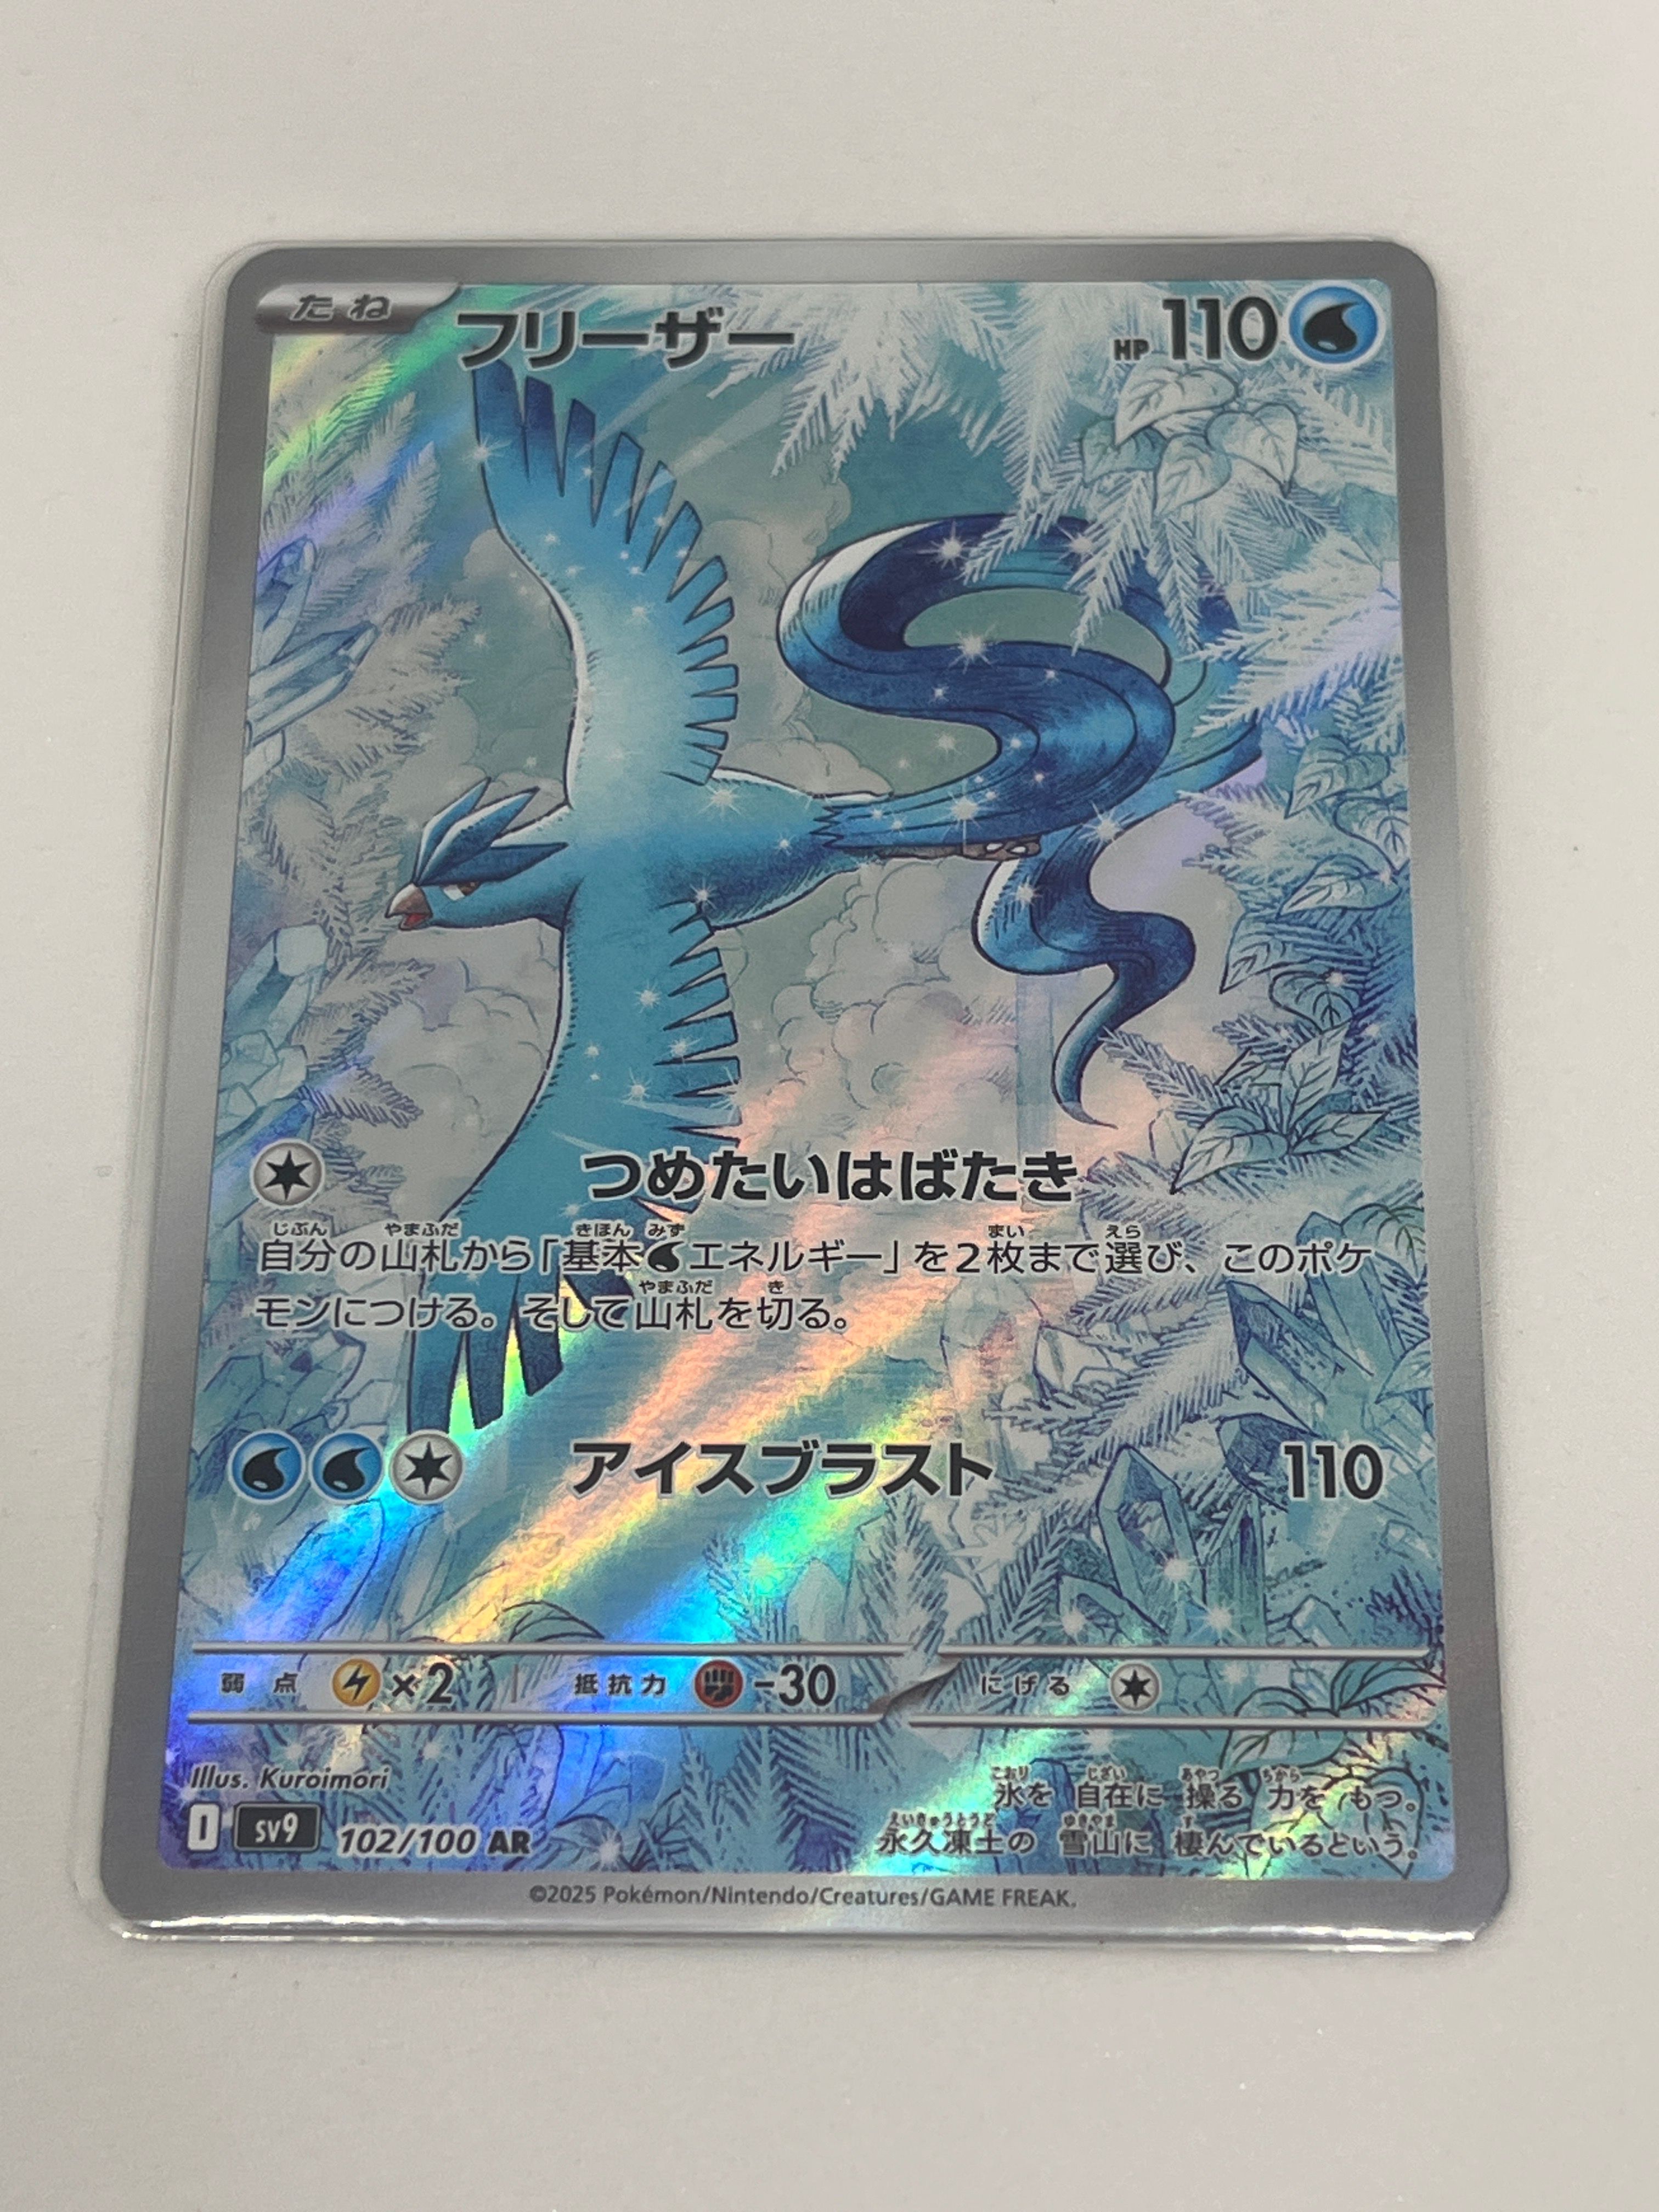 たね
フリーザー
HP 110
つめたいはばたき
自分の山札から「基本エネルギー」を2枚まで選び、このポケ
モンにつける。そして山札を切る。
アイスブラスト 110
弱点 ×2 抵抗力 -30 にげる
Illus. Kuroimori
氷を 自在に 操る 力を もつ。
永久凍土の 雪山に 棲んでいるという。
I sv9 102/100 AR
©2025 Pokémon/Nintendo/Creatures/GAME FREAK.